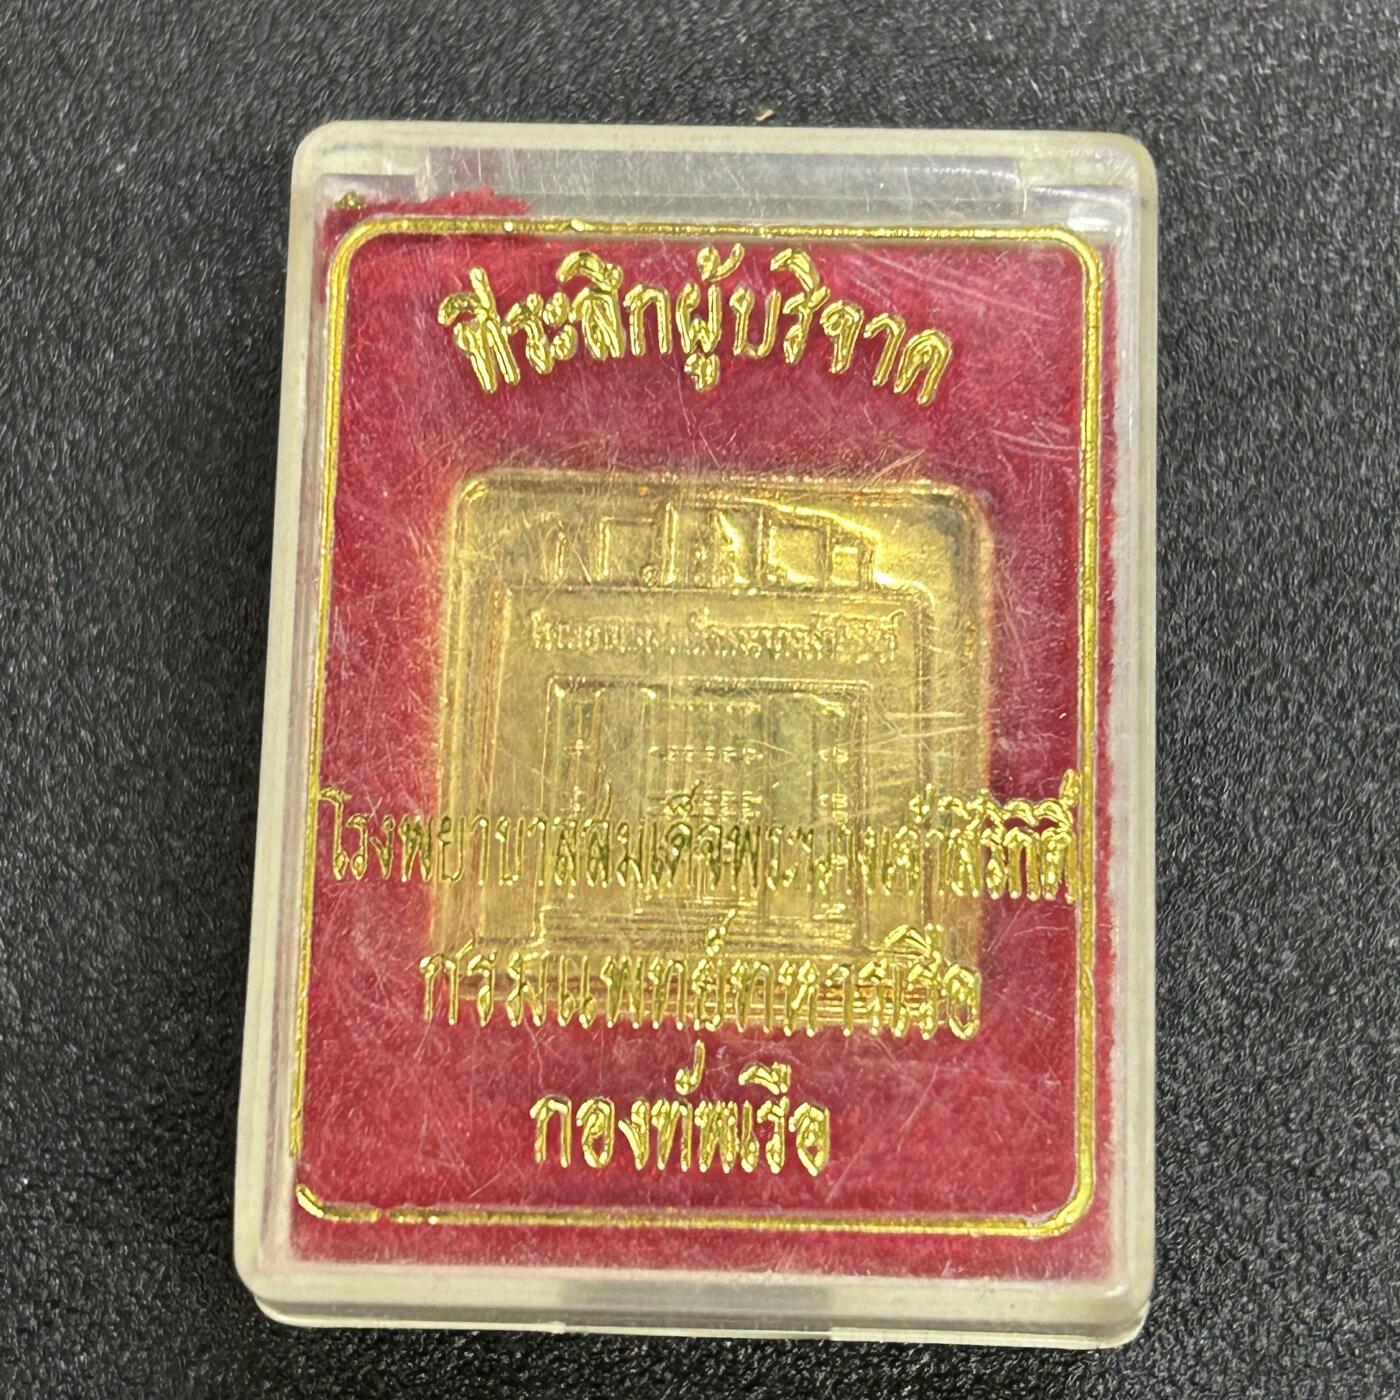 ที่ระลึกผู้บริจาค
โรงพยาบาลสมเด็จพระนางเจ้าสิริกิติ์
กรมแพทย์ทหารเรือ
กองทัพเรือ